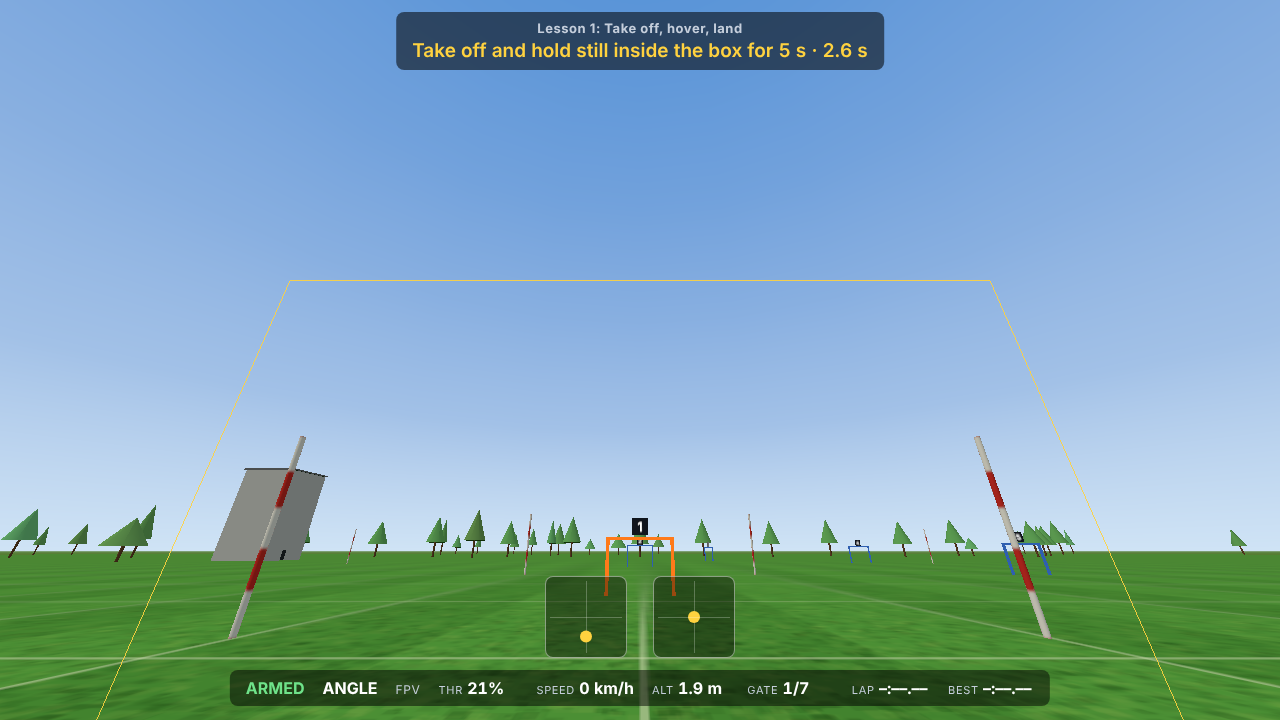 Lesson 1: Take off, hover, land
Take off and hold still inside the box for 5 s · 2.6 s
1
ARMED ANGLE FPV THR 21% SPEED 0 km/h ALT 1.9 m GATE 1/7 LAP –:––.–– BEST –:––.––